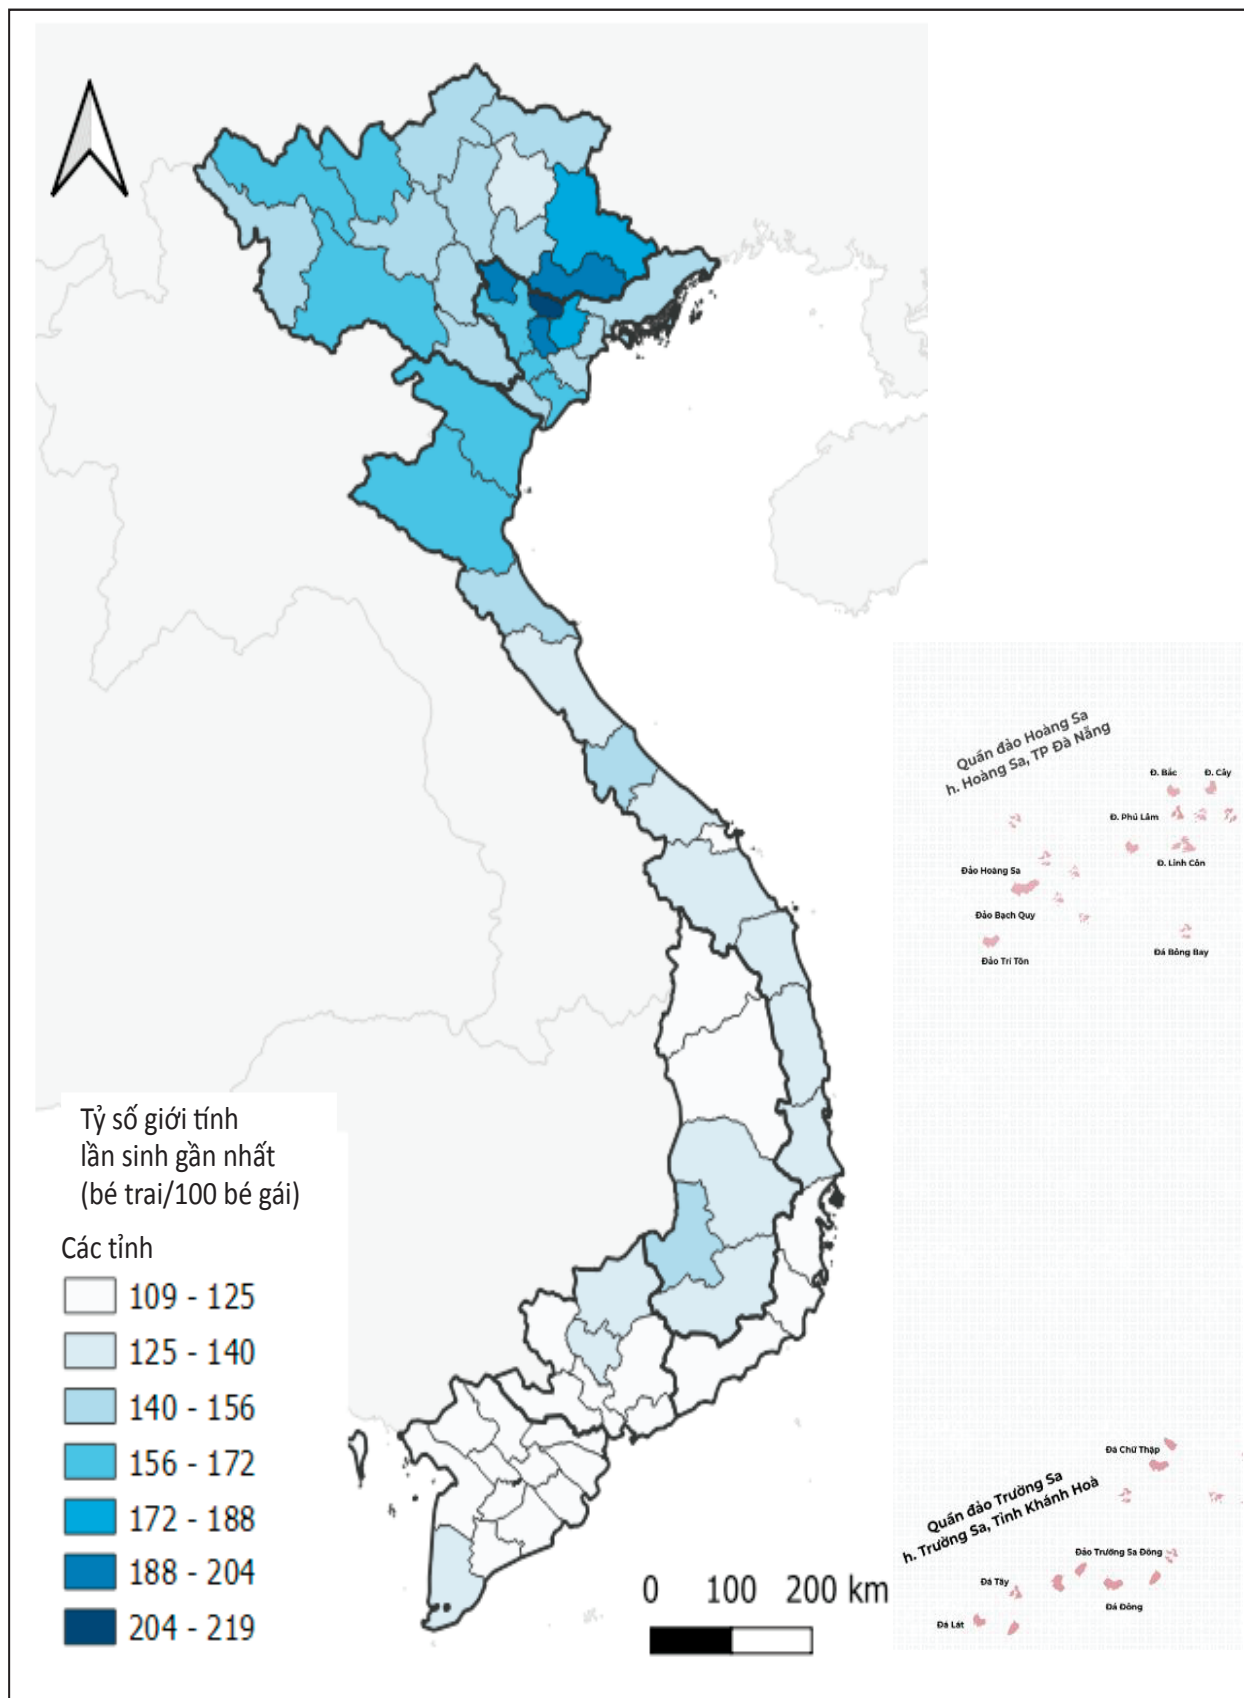 Quần đảo Hoàng Sa
h. Hoàng Sa, TP Đà Nẵng
Đ. Bắc
Đ. Cây
Đ. Phú Lâm
Đ. Linh Côn
Đảo Hoàng Sa
Đảo Bạch Quy
Đảo Tri Tôn
Đá Bông Bay
Tỷ số giới tính
lần sinh gần nhất
(bé trai/100 bé gái)
Các tỉnh
109 - 125
125 - 140
140 - 156
156 - 172
172 - 188
188 - 204
204 - 219
0 100 200 km
Đá Chữ Thập
Quần đảo Trường Sa
h. Trường Sa, Tỉnh Khánh Hoà
Đảo Trường Sa Đông
Đá Tây
Đá Đông
Đá Lát